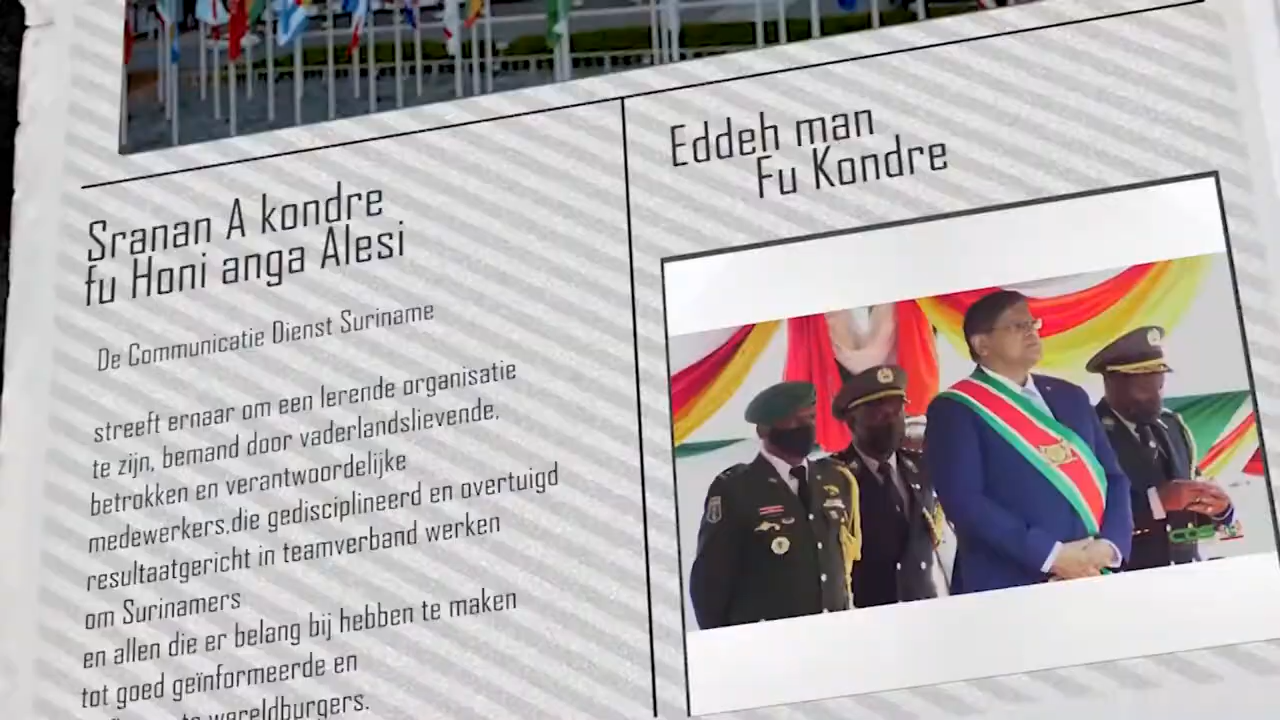 Sranan A kondre
fu Honi anga Alesi
De Communicatie Dienst Suriname
streeft ernaar om een lerende organisatie
te zijn, bemand door vaderlandslievende,
betrokken en verantwoordelijke
medewerkers.die gedisciplineerd en overtuigd
resultaatgericht in teamverband werken
om Surinamers
en allen die er belang bij hebben te maken
tot goed geïnformeerde en
wereldburgers.
Eddeh man
Fu Kondre